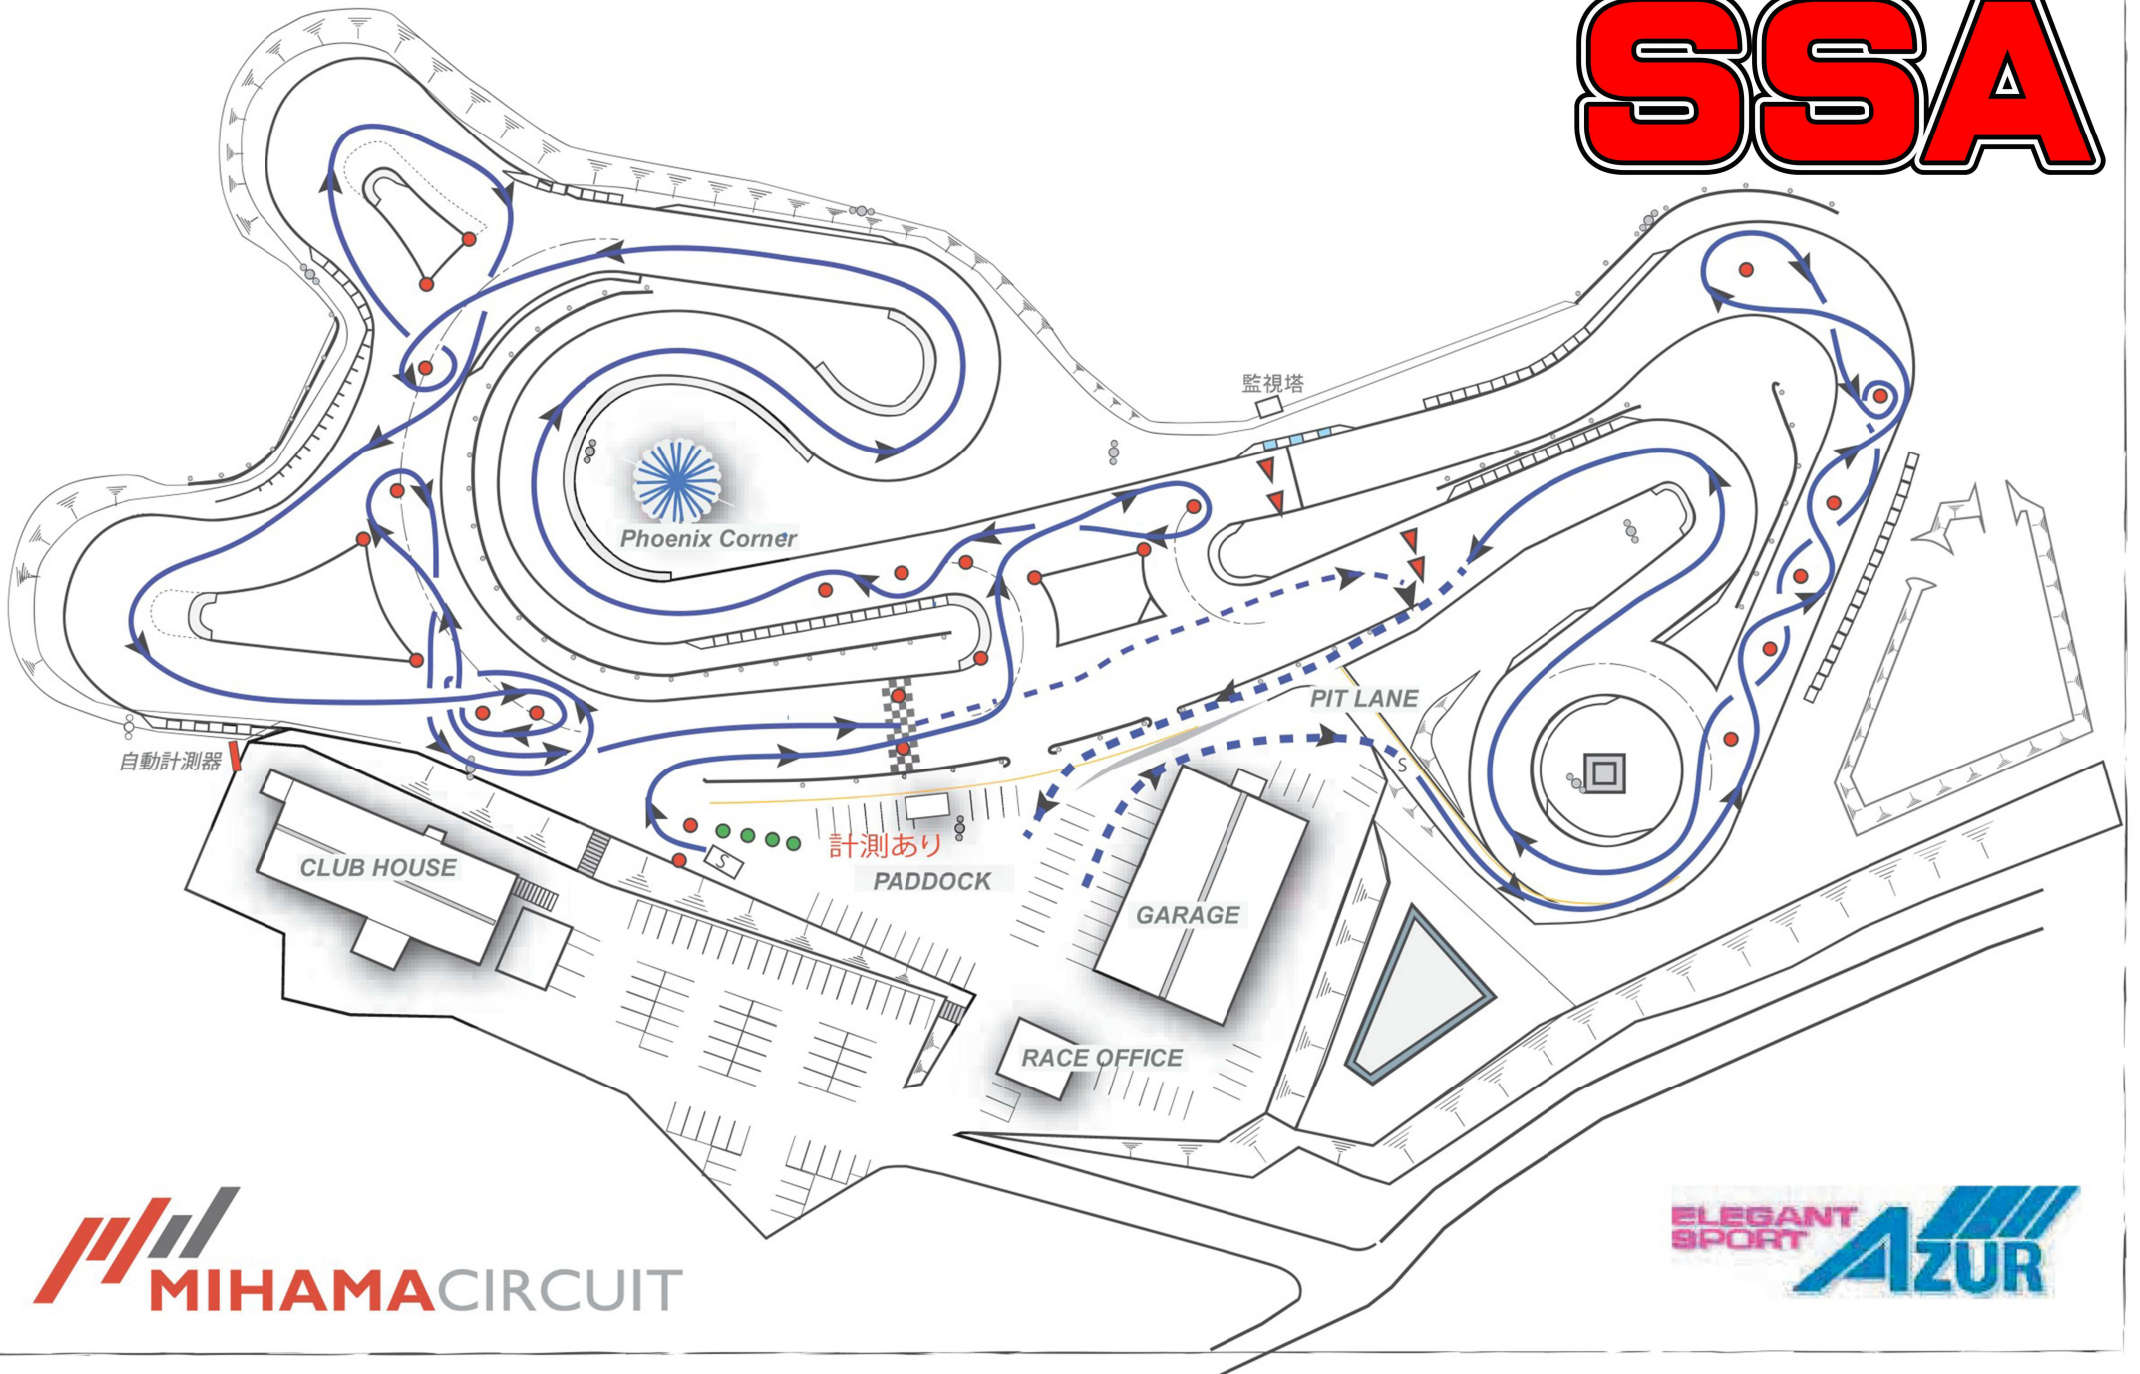 SSA
監視塔
Phoenix Corner
PIT LANE
自動計測器
S
計測あり
S
CLUB HOUSE
PADDOCK
GARAGE
RACE OFFICE
MIHAMACIRCUIT
ELEGANT
SPORT
AZUR